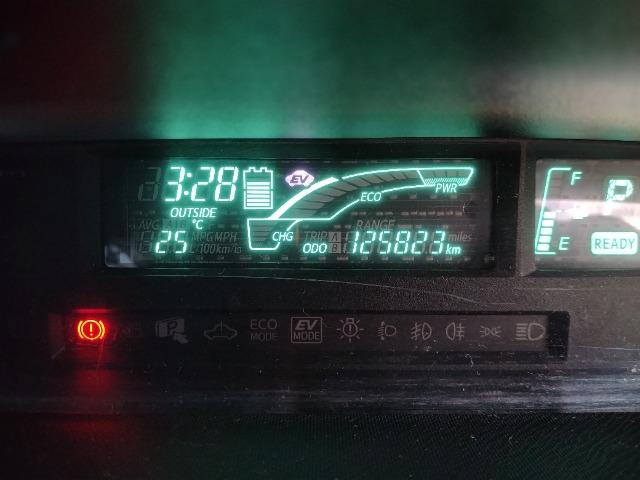 3:28
EV
F
P
OUTSIDE
°C
ECO
PWR
AVG
RANGE
25
MPG MPH
L/100km/h
CHG
TRIP A B
ODO
125823 km
miles
E
READY
P
ECO MODE
EV MODE